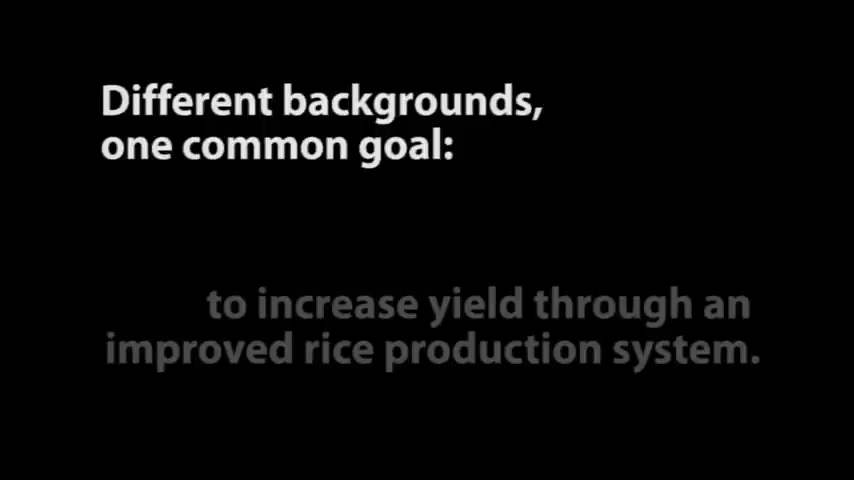 Different backgrounds,
one common goal:
to increase yield through an
improved rice production system.